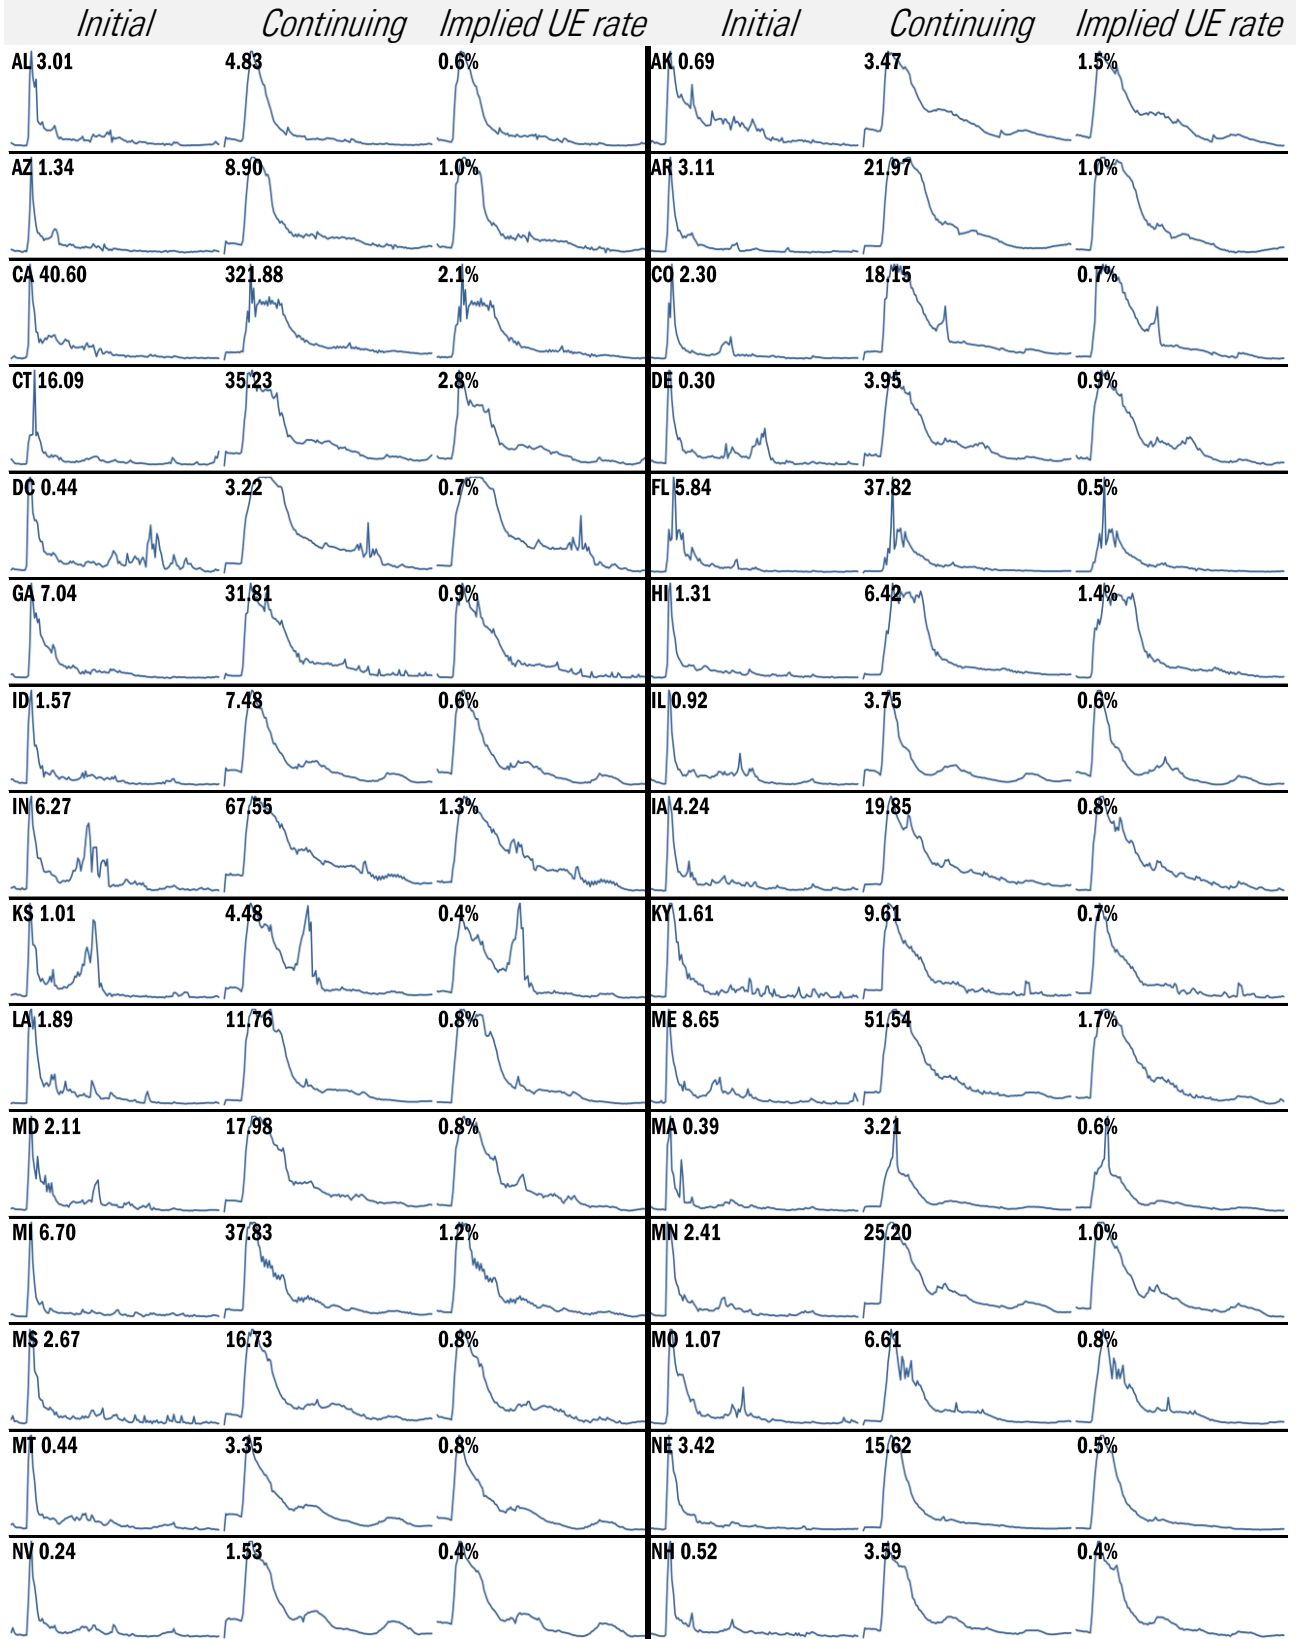 Initial Continuing Implied UE rate Initial Continuing Implied UE rate
AL 3.01 4.83 0.6% AK 0.69 3.47 1.5%
AZ 1.34 8.90 1.0% AR 3.11 21.97 1.0%
CA 40.60 321.88 2.1% CO 2.30 18.15 0.7%
CT 16.09 35.23 2.8% DE 0.30 3.95 0.9%
DC 0.44 3.22 0.7% FL 5.84 37.82 0.5%
GA 7.04 31.81 0.9% HI 1.31 6.42 1.4%
ID 1.57 7.48 0.6% IL 0.92 3.75 0.6%
IN 6.27 67.55 1.3% IA 4.24 19.85 0.8%
KS 1.01 4.48 0.4% KY 1.61 9.61 0.7%
LA 1.89 11.76 0.8% ME 8.65 51.54 1.7%
MD 2.11 17.98 0.8% MA 0.39 3.21 0.6%
MI 6.70 37.83 1.2% MN 2.41 25.20 1.0%
MS 2.67 16.73 0.8% MO 1.07 6.61 0.8%
MT 0.44 3.35 0.8% NE 3.42 15.62 0.5%
NV 0.24 1.53 0.4% NH 0.52 3.59 0.4%